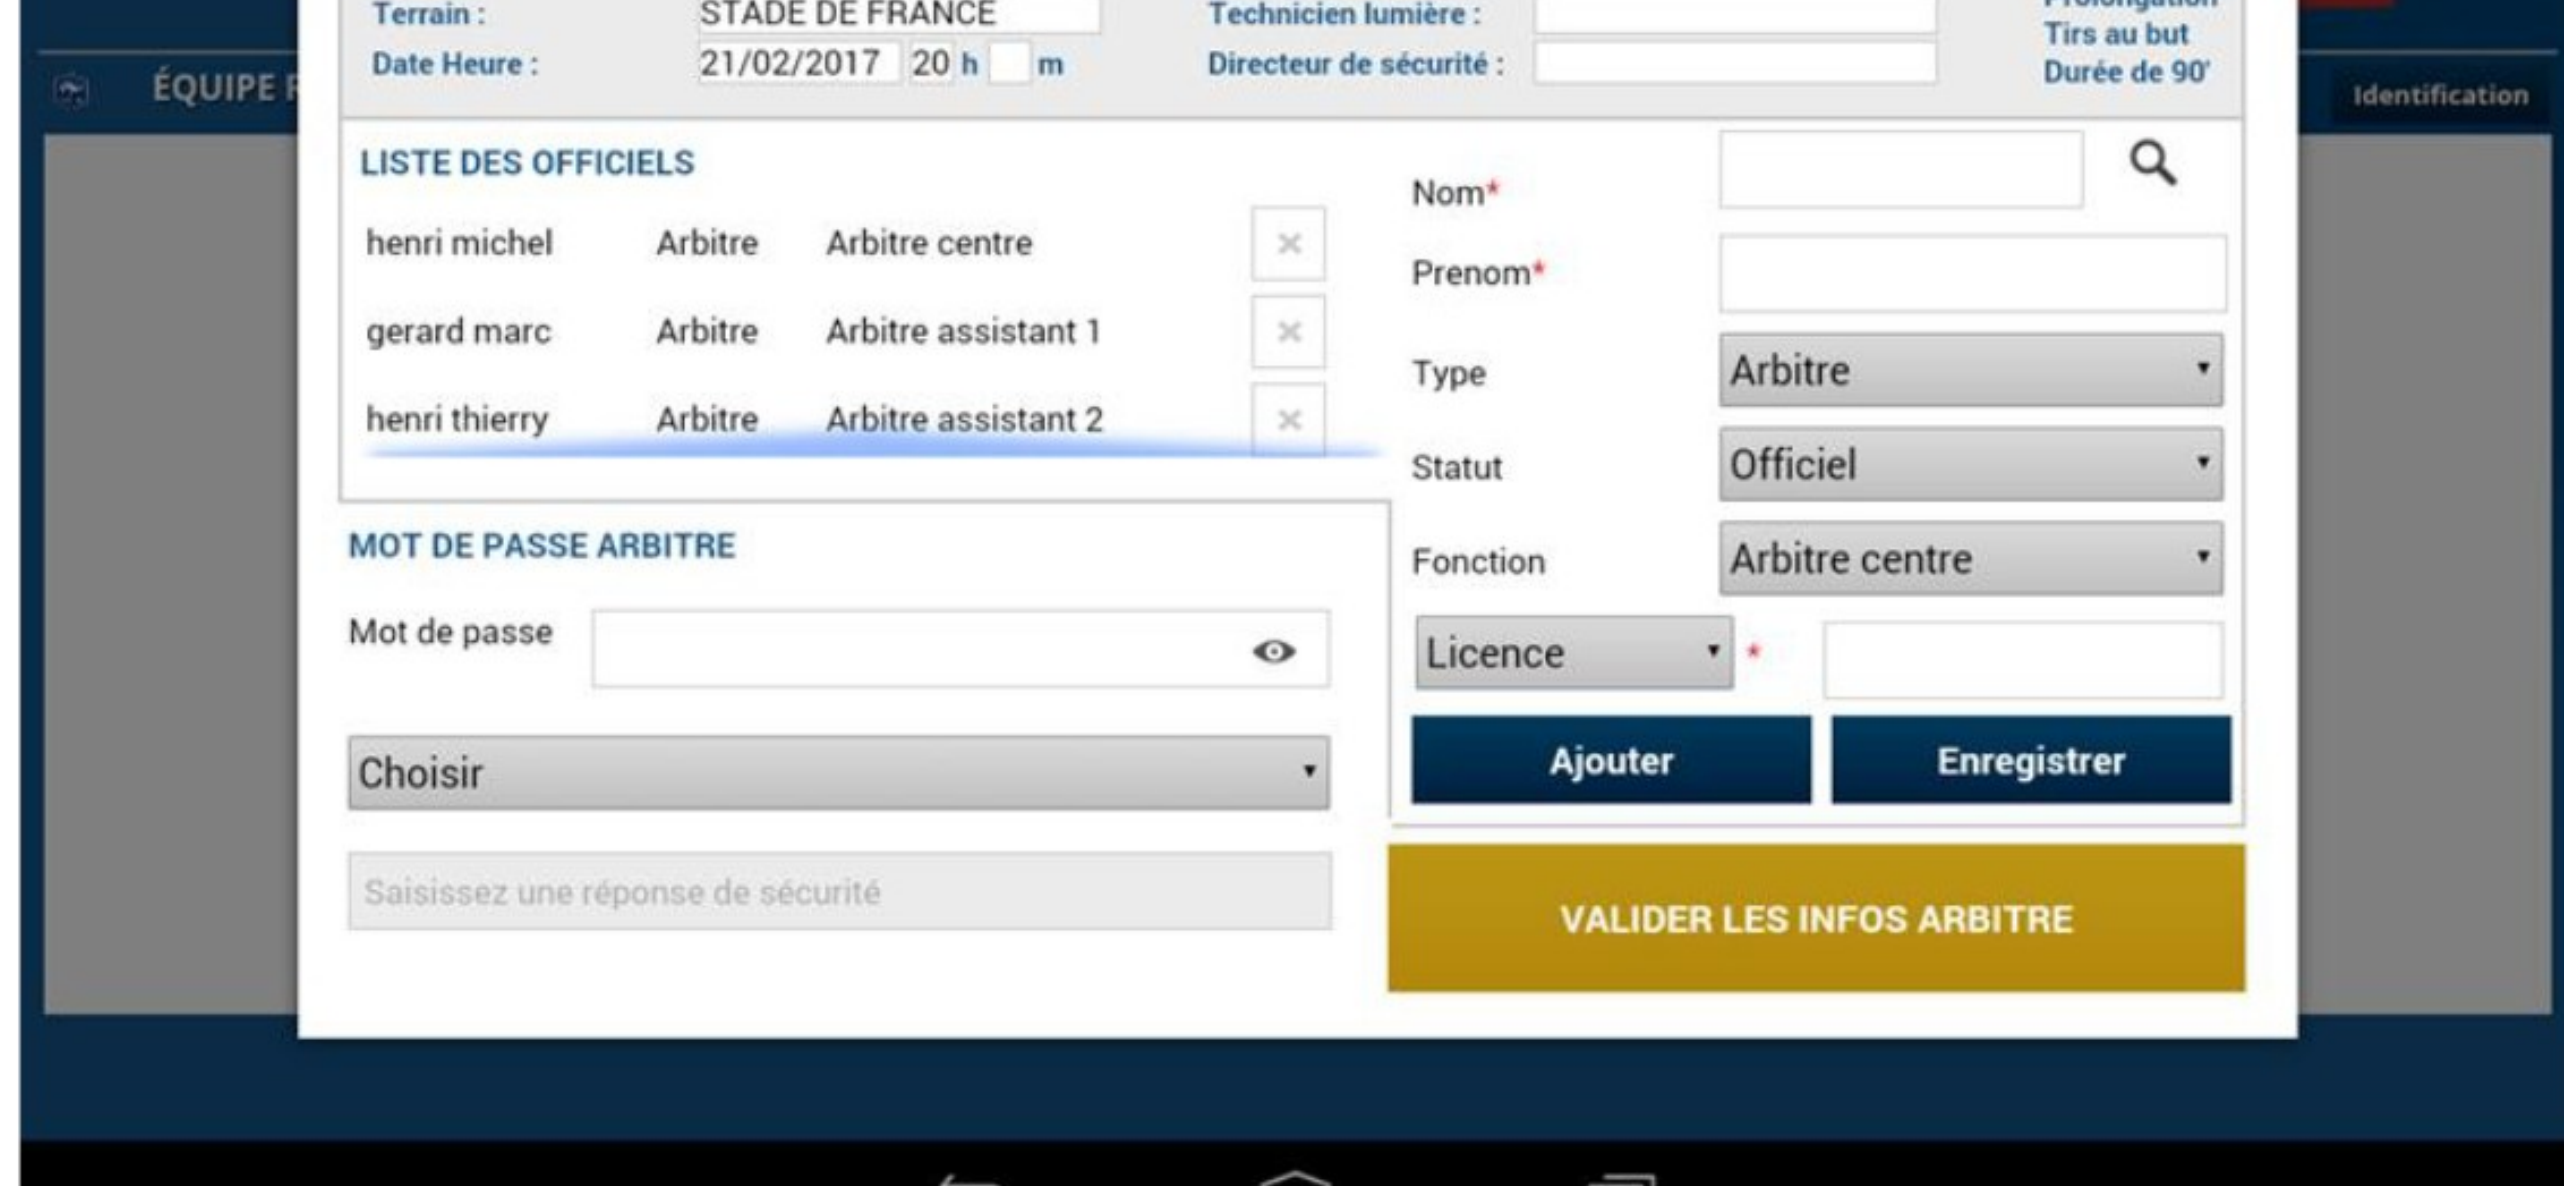 Terrain : STADE DE FRANCE Technicien lumière : Prolongation
Tirs au but
Date Heure : 21/02/2017 20 h m Directeur de sécurité : Durée de 90'
ÉQUIPE Identification
LISTE DES OFFICIELS
henri michel Arbitre Arbitre centre
gerard marc Arbitre Arbitre assistant 1
henri thierry Arbitre Arbitre assistant 2
MOT DE PASSE ARBITRE
Mot de passe
Choisir
Saisissez une réponse de sécurité
Nom*
Prenom*
Type Arbitre
Statut Officiel
Fonction Arbitre centre
Licence *
Ajouter Enregistrer
VALIDER LES INFOS ARBITRE